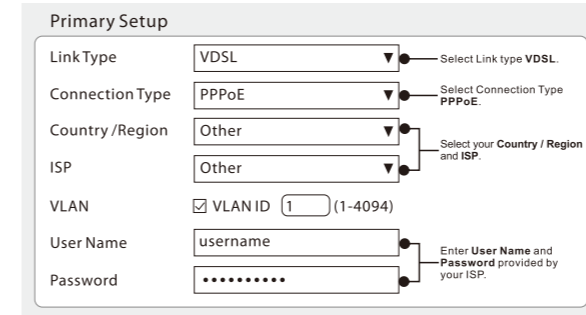 Primary Setup
Link Type
VDSL
Select Link type VDSL.
Connection Type
PPPoE
Select Connection Type
PPPoE.
Country /Region
Other
ISP
Other
Select your Country / Region
and ISP.
VLAN
VLAN ID
1
(1-4094)
User Name
username
Password
••••••••••
Enter User Name and
Password provided by
your ISP.